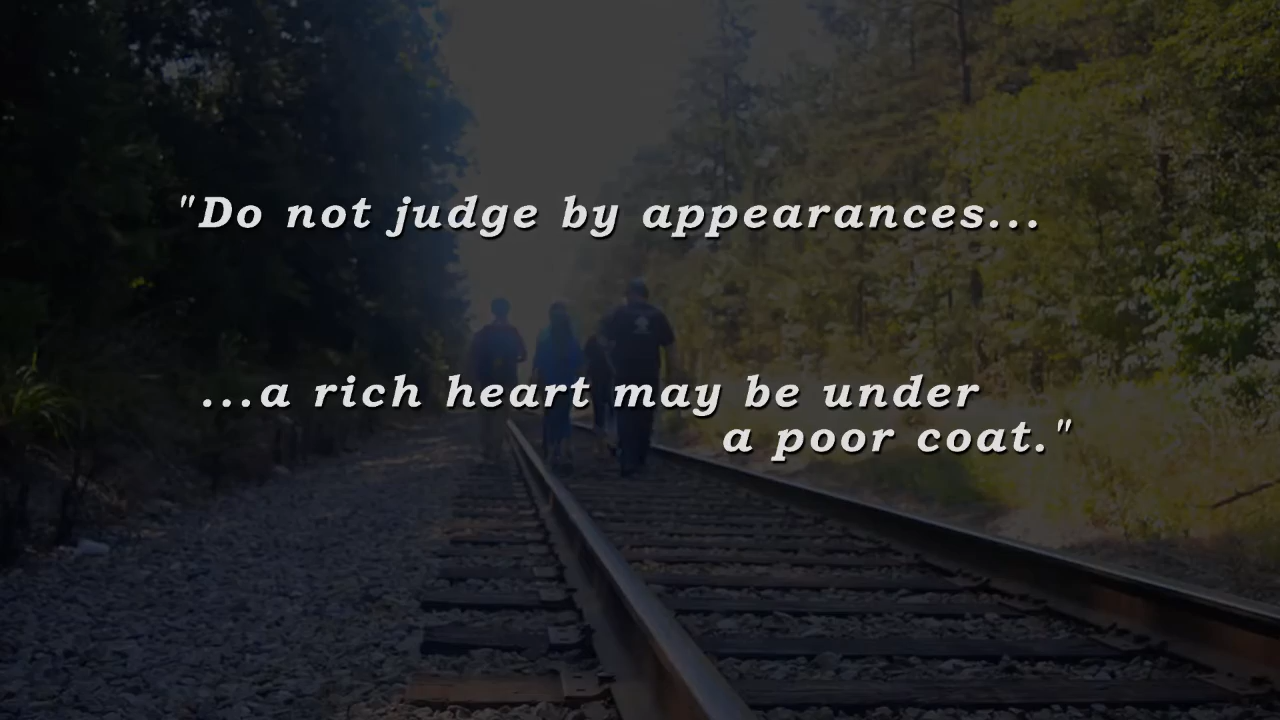 "Do not judge by appearances...
...a rich heart may be under
a poor coat."